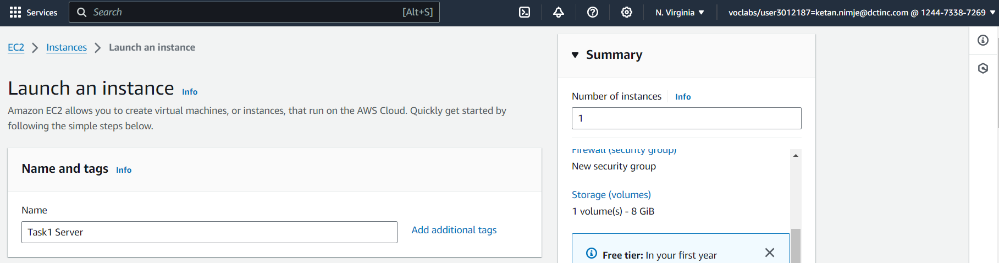 Services
Search [Alt+S]
N. Virginia
voclabs/user3012187=ketan.nimje@dctinc.com @ 1244-7338-7269
EC2 Instances Launch an instance
Launch an instance Info
Amazon EC2 allows you to create virtual machines, or instances, that run on the AWS Cloud. Quickly get started by
following the simple steps below.
Name and tags Info
Name
Task1 Server
Add additional tags
Summary
Number of instances Info
1
Firewall (security group)
New security group
Storage (volumes)
1 volume(s) - 8 GiB
Free tier: In your first year